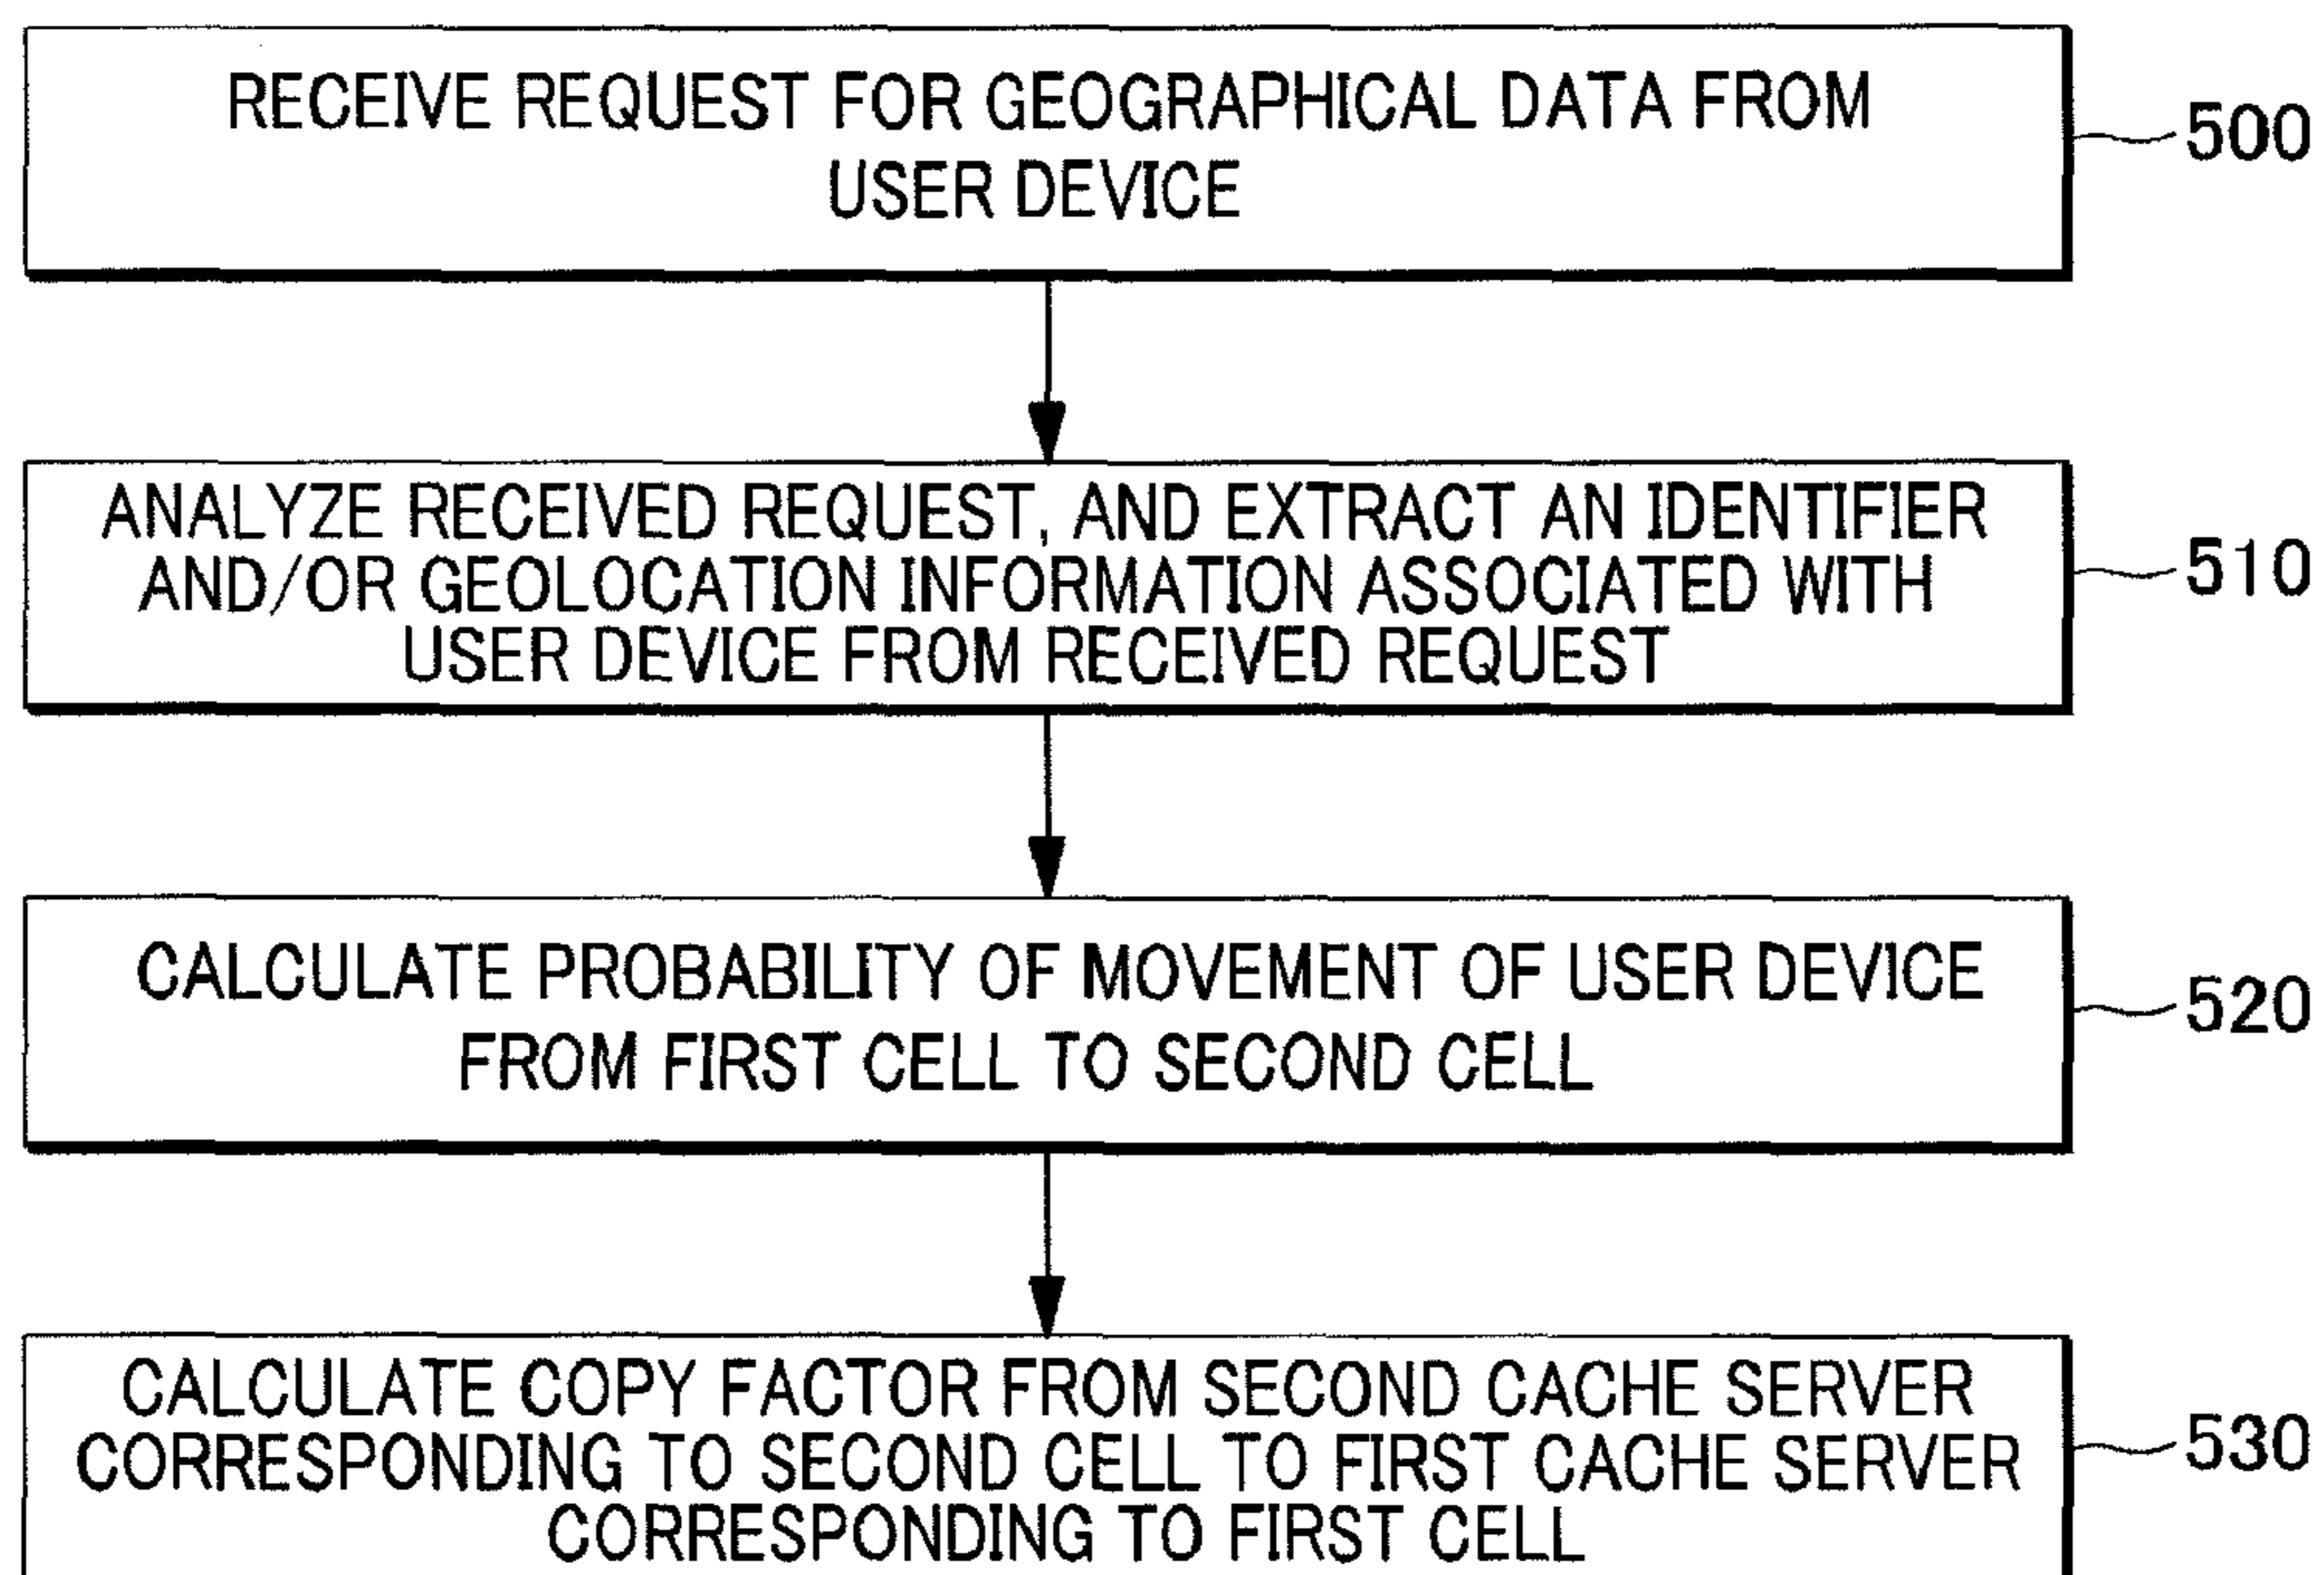 RECEIVE REQUEST FOR GEOGRAPHICAL DATA FROM
USER DEVICE
500
ANALYZE RECEIVED REQUEST, AND EXTRACT AN IDENTIFIER
AND/OR GEOLOCATION INFORMATION ASSOCIATED WITH
USER DEVICE FROM RECEIVED REQUEST
510
CALCULATE PROBABILITY OF MOVEMENT OF USER DEVICE
FROM FIRST CELL TO SECOND CELL
520
CALCULATE COPY FACTOR FROM SECOND CACHE SERVER
CORRESPONDING TO SECOND CELL TO FIRST CACHE SERVER
CORRESPONDING TO FIRST CELL
530